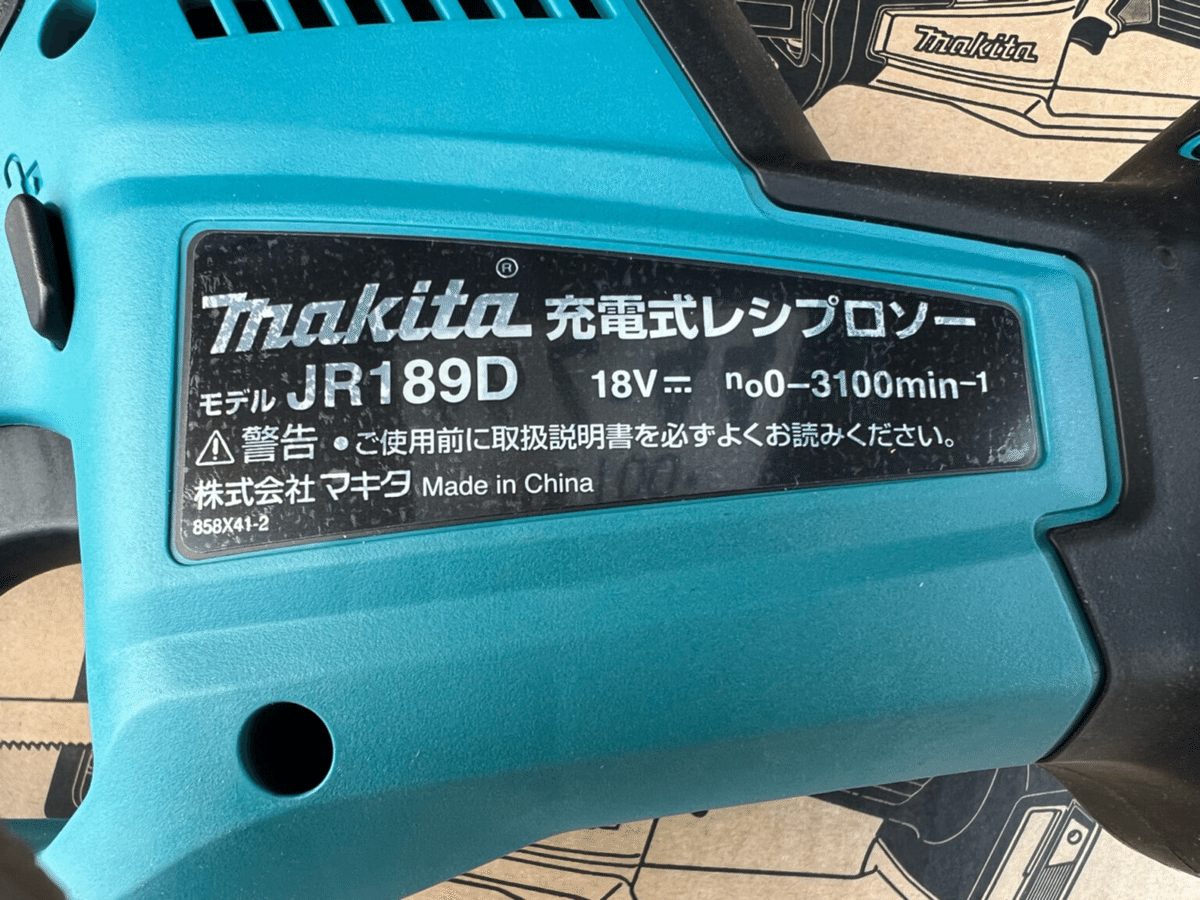 makita
makita® 充電式レシプロソー
モデル JR189D 18V⎓ n₀0-3100min⁻¹
⚠警告 ●ご使用前に取扱説明書を必ずよくお読みください。
株式会社マキタ Made in China
858X41-2